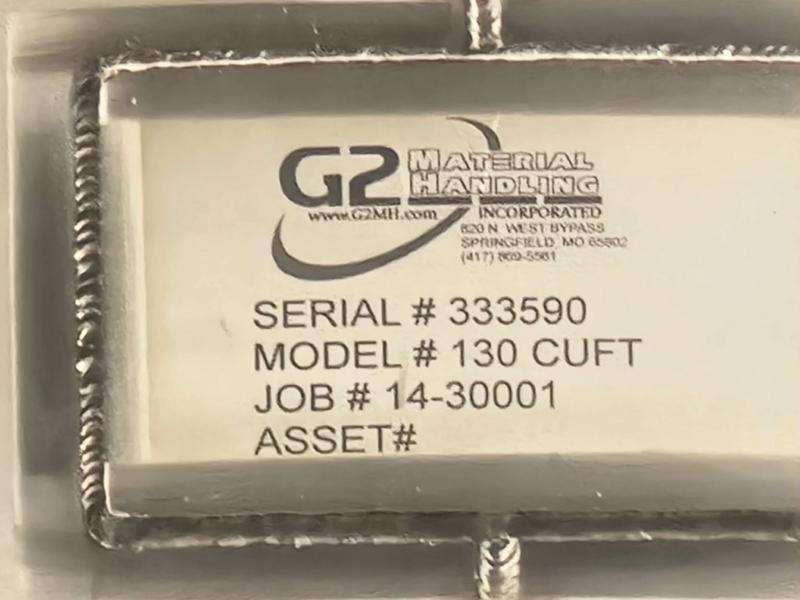 G2 MATERIAL
HANDLING
www.G2MH.com INCORPORATED
620 N. WEST BYPASS
SPRINGFIELD, MO 65802
(417) 869-5561
SERIAL # 333590
MODEL # 130 CUFT
JOB # 14-30001
ASSET#